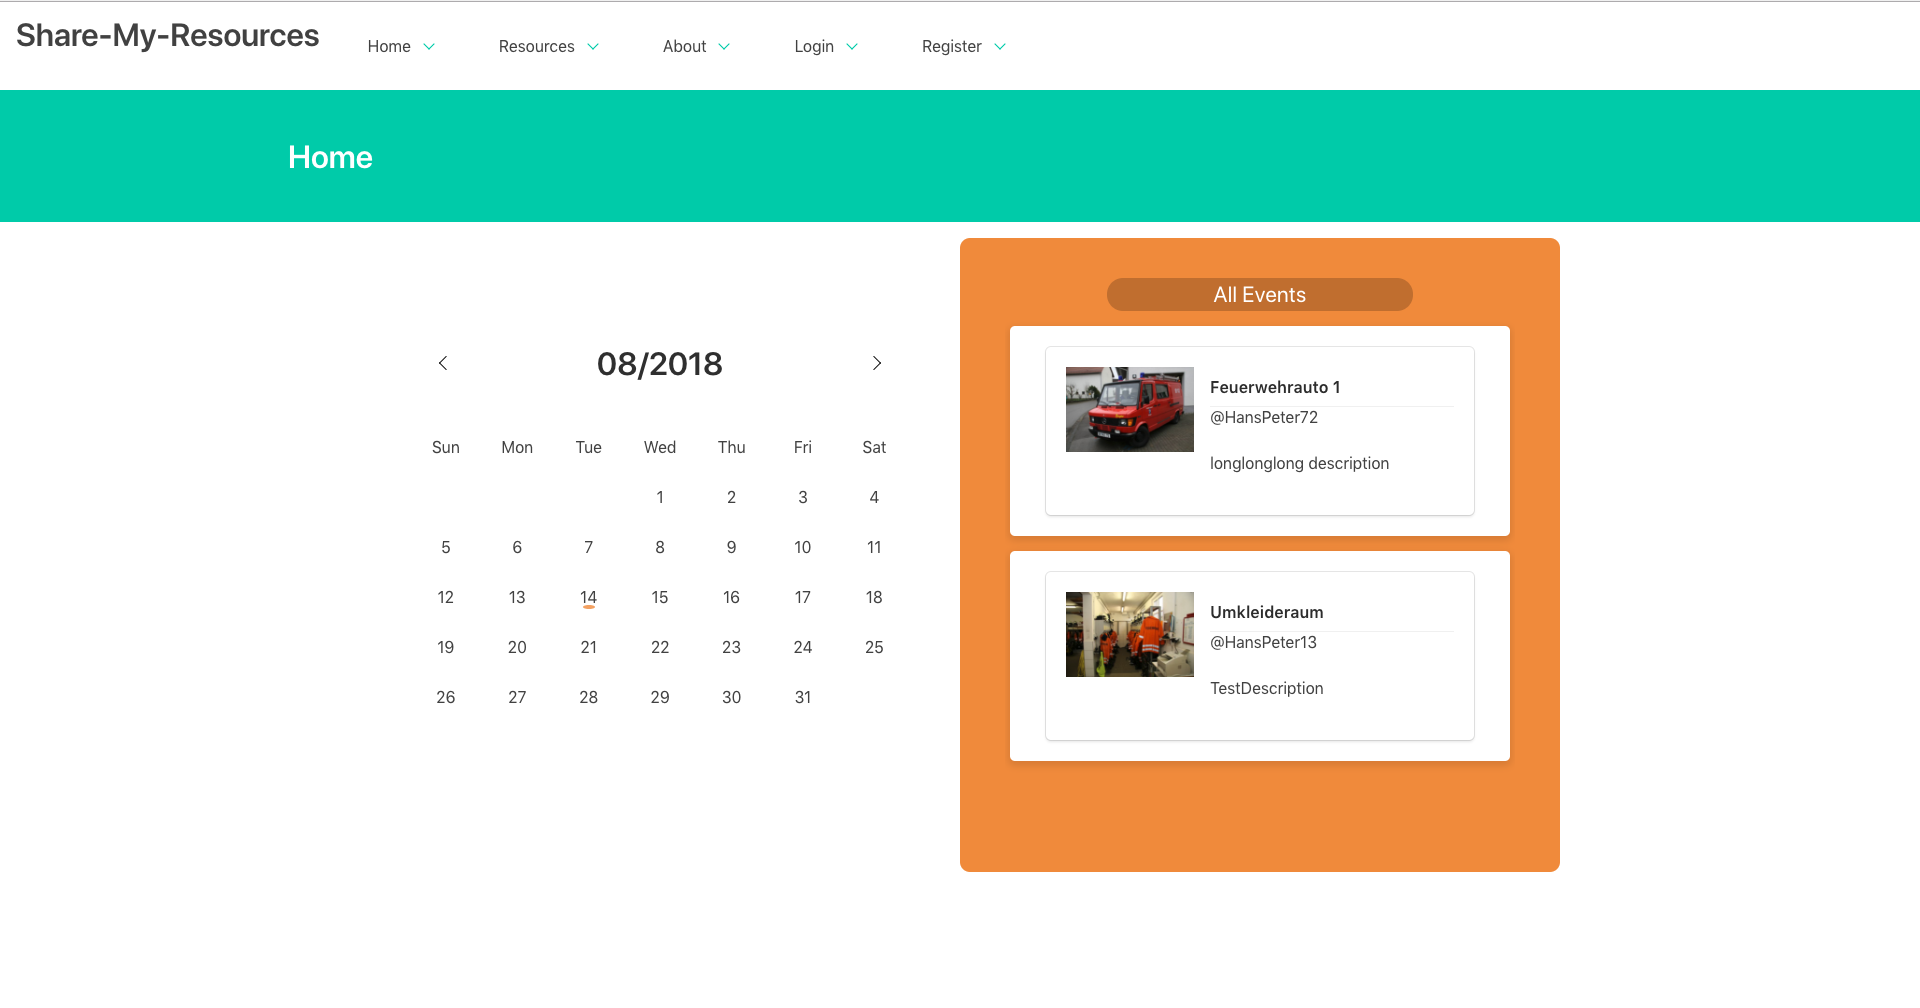 Share-My-Resources
Home Resources About Login Register
Home
08/2018
Sun Mon Tue Wed Thu Fri Sat
1 2 3 4
5 6 7 8 9 10 11
12 13 14 15 16 17 18
19 20 21 22 23 24 25
26 27 28 29 30 31
All Events
Feuerwehrauto 1
@HansPeter72
longlonglong description
Umkleideraum
@HansPeter13
TestDescription